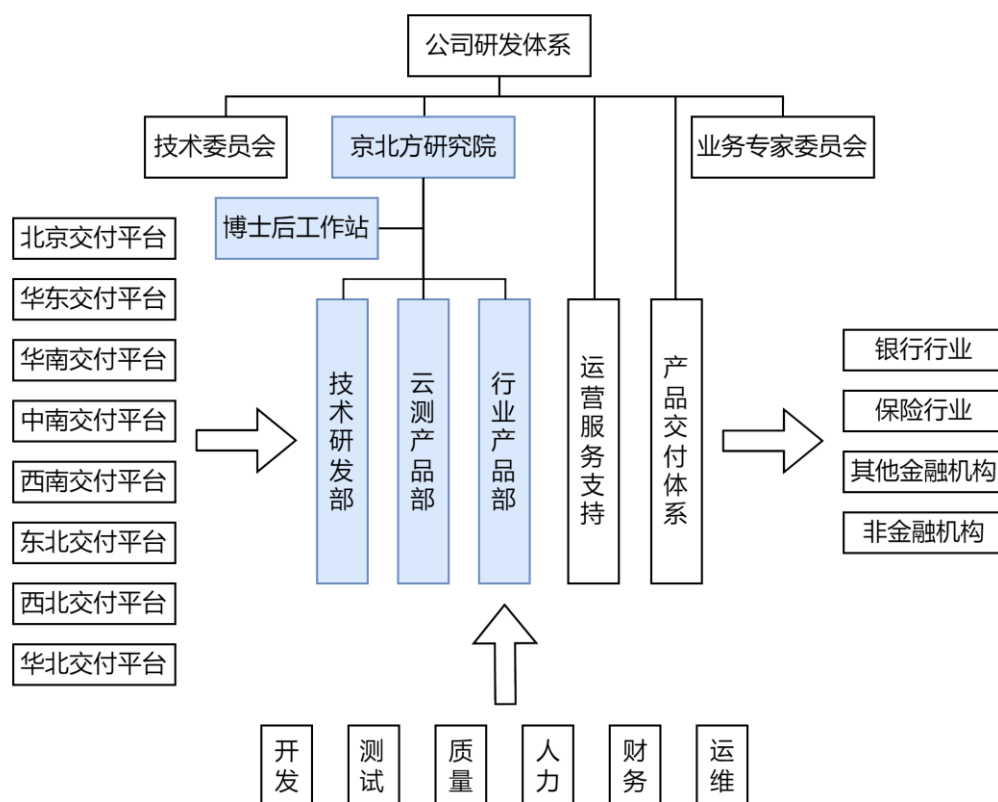 公司研发体系
技术委员会
京北方研究院
业务专家委员会
博士后工作站
北京交付平台
华东交付平台
华南交付平台
中南交付平台
西南交付平台
东北交付平台
西北交付平台
华北交付平台
技术研发部
云测产品部
行业产品部
运营服务支持
产品交付体系
银行行业
保险行业
其他金融机构
非金融机构
开发
测试
质量
人力
财务
运维